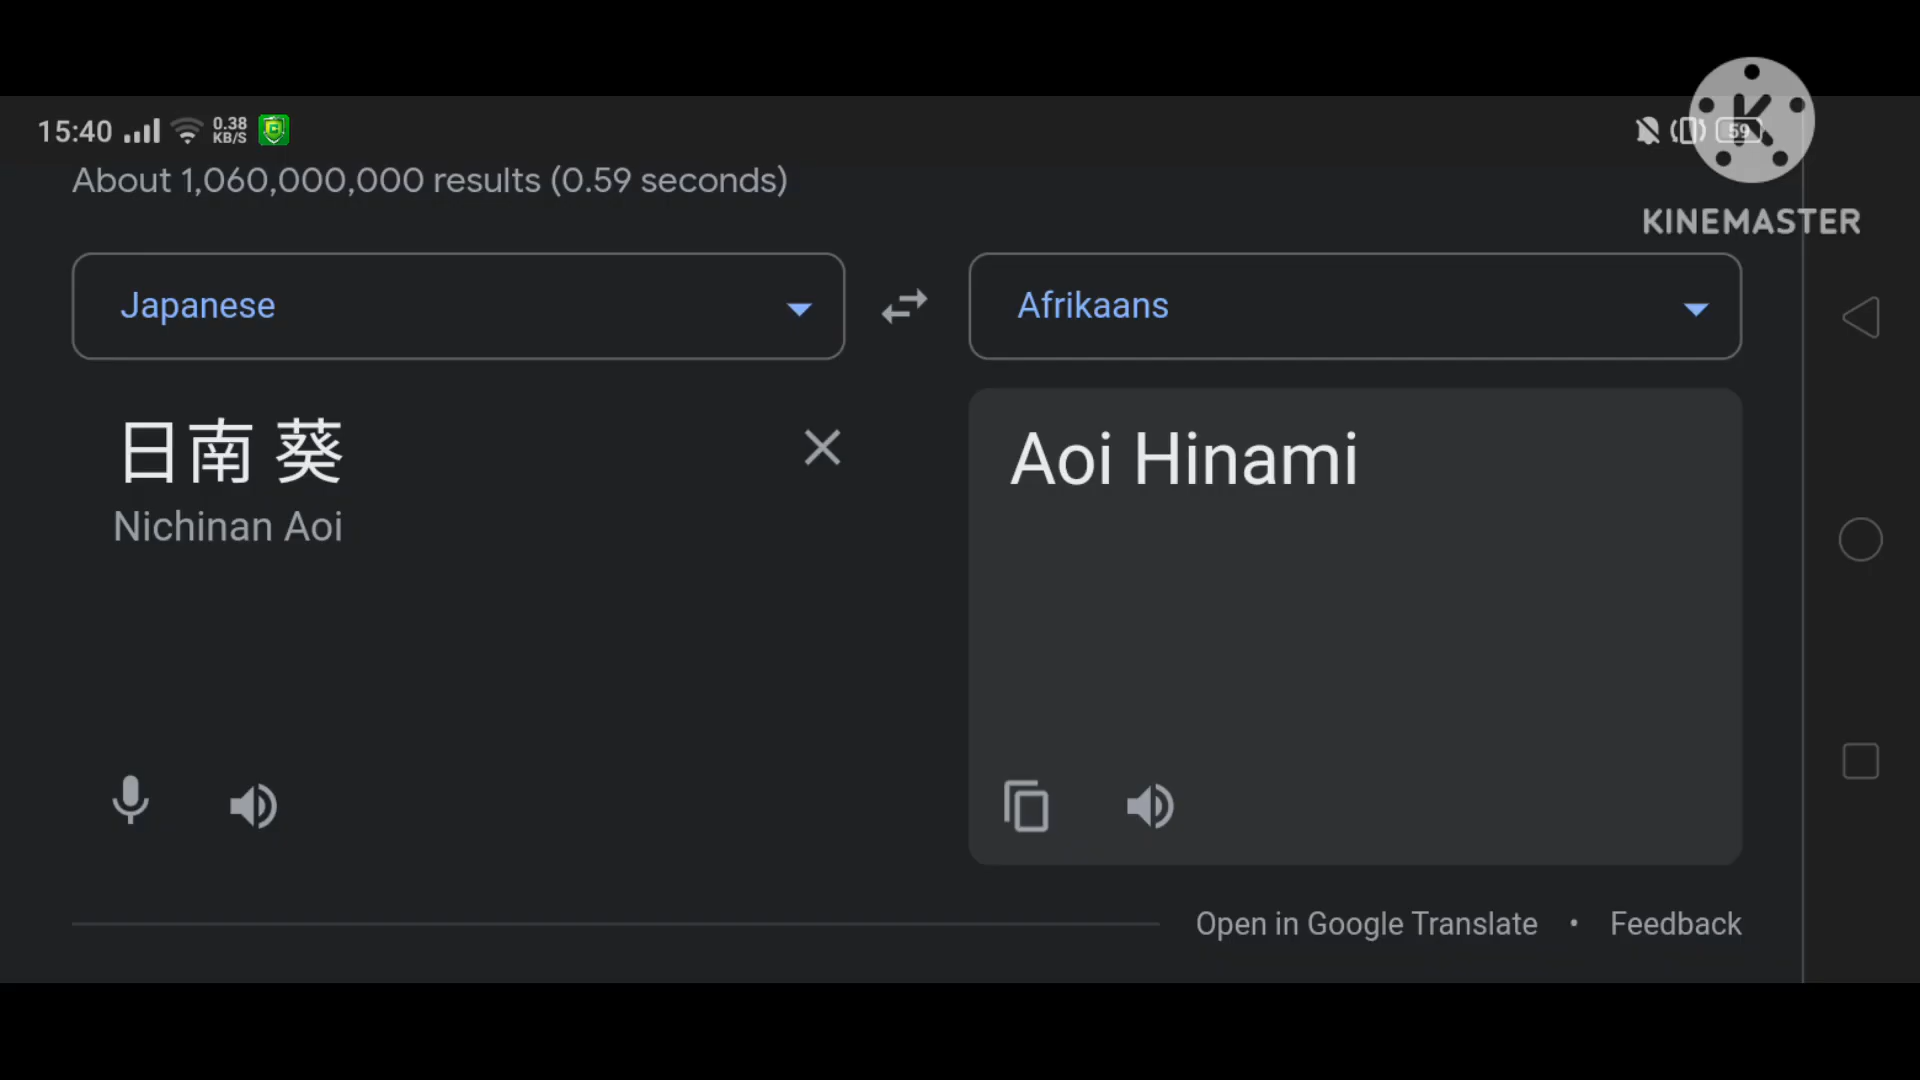 15:40 0.38 KB/S 59
KINEMASTER
About 1,060,000,000 results (0.59 seconds)
Japanese
Afrikaans
日南 葵
Nichinan Aoi
Aoi Hinami
Open in Google Translate • Feedback